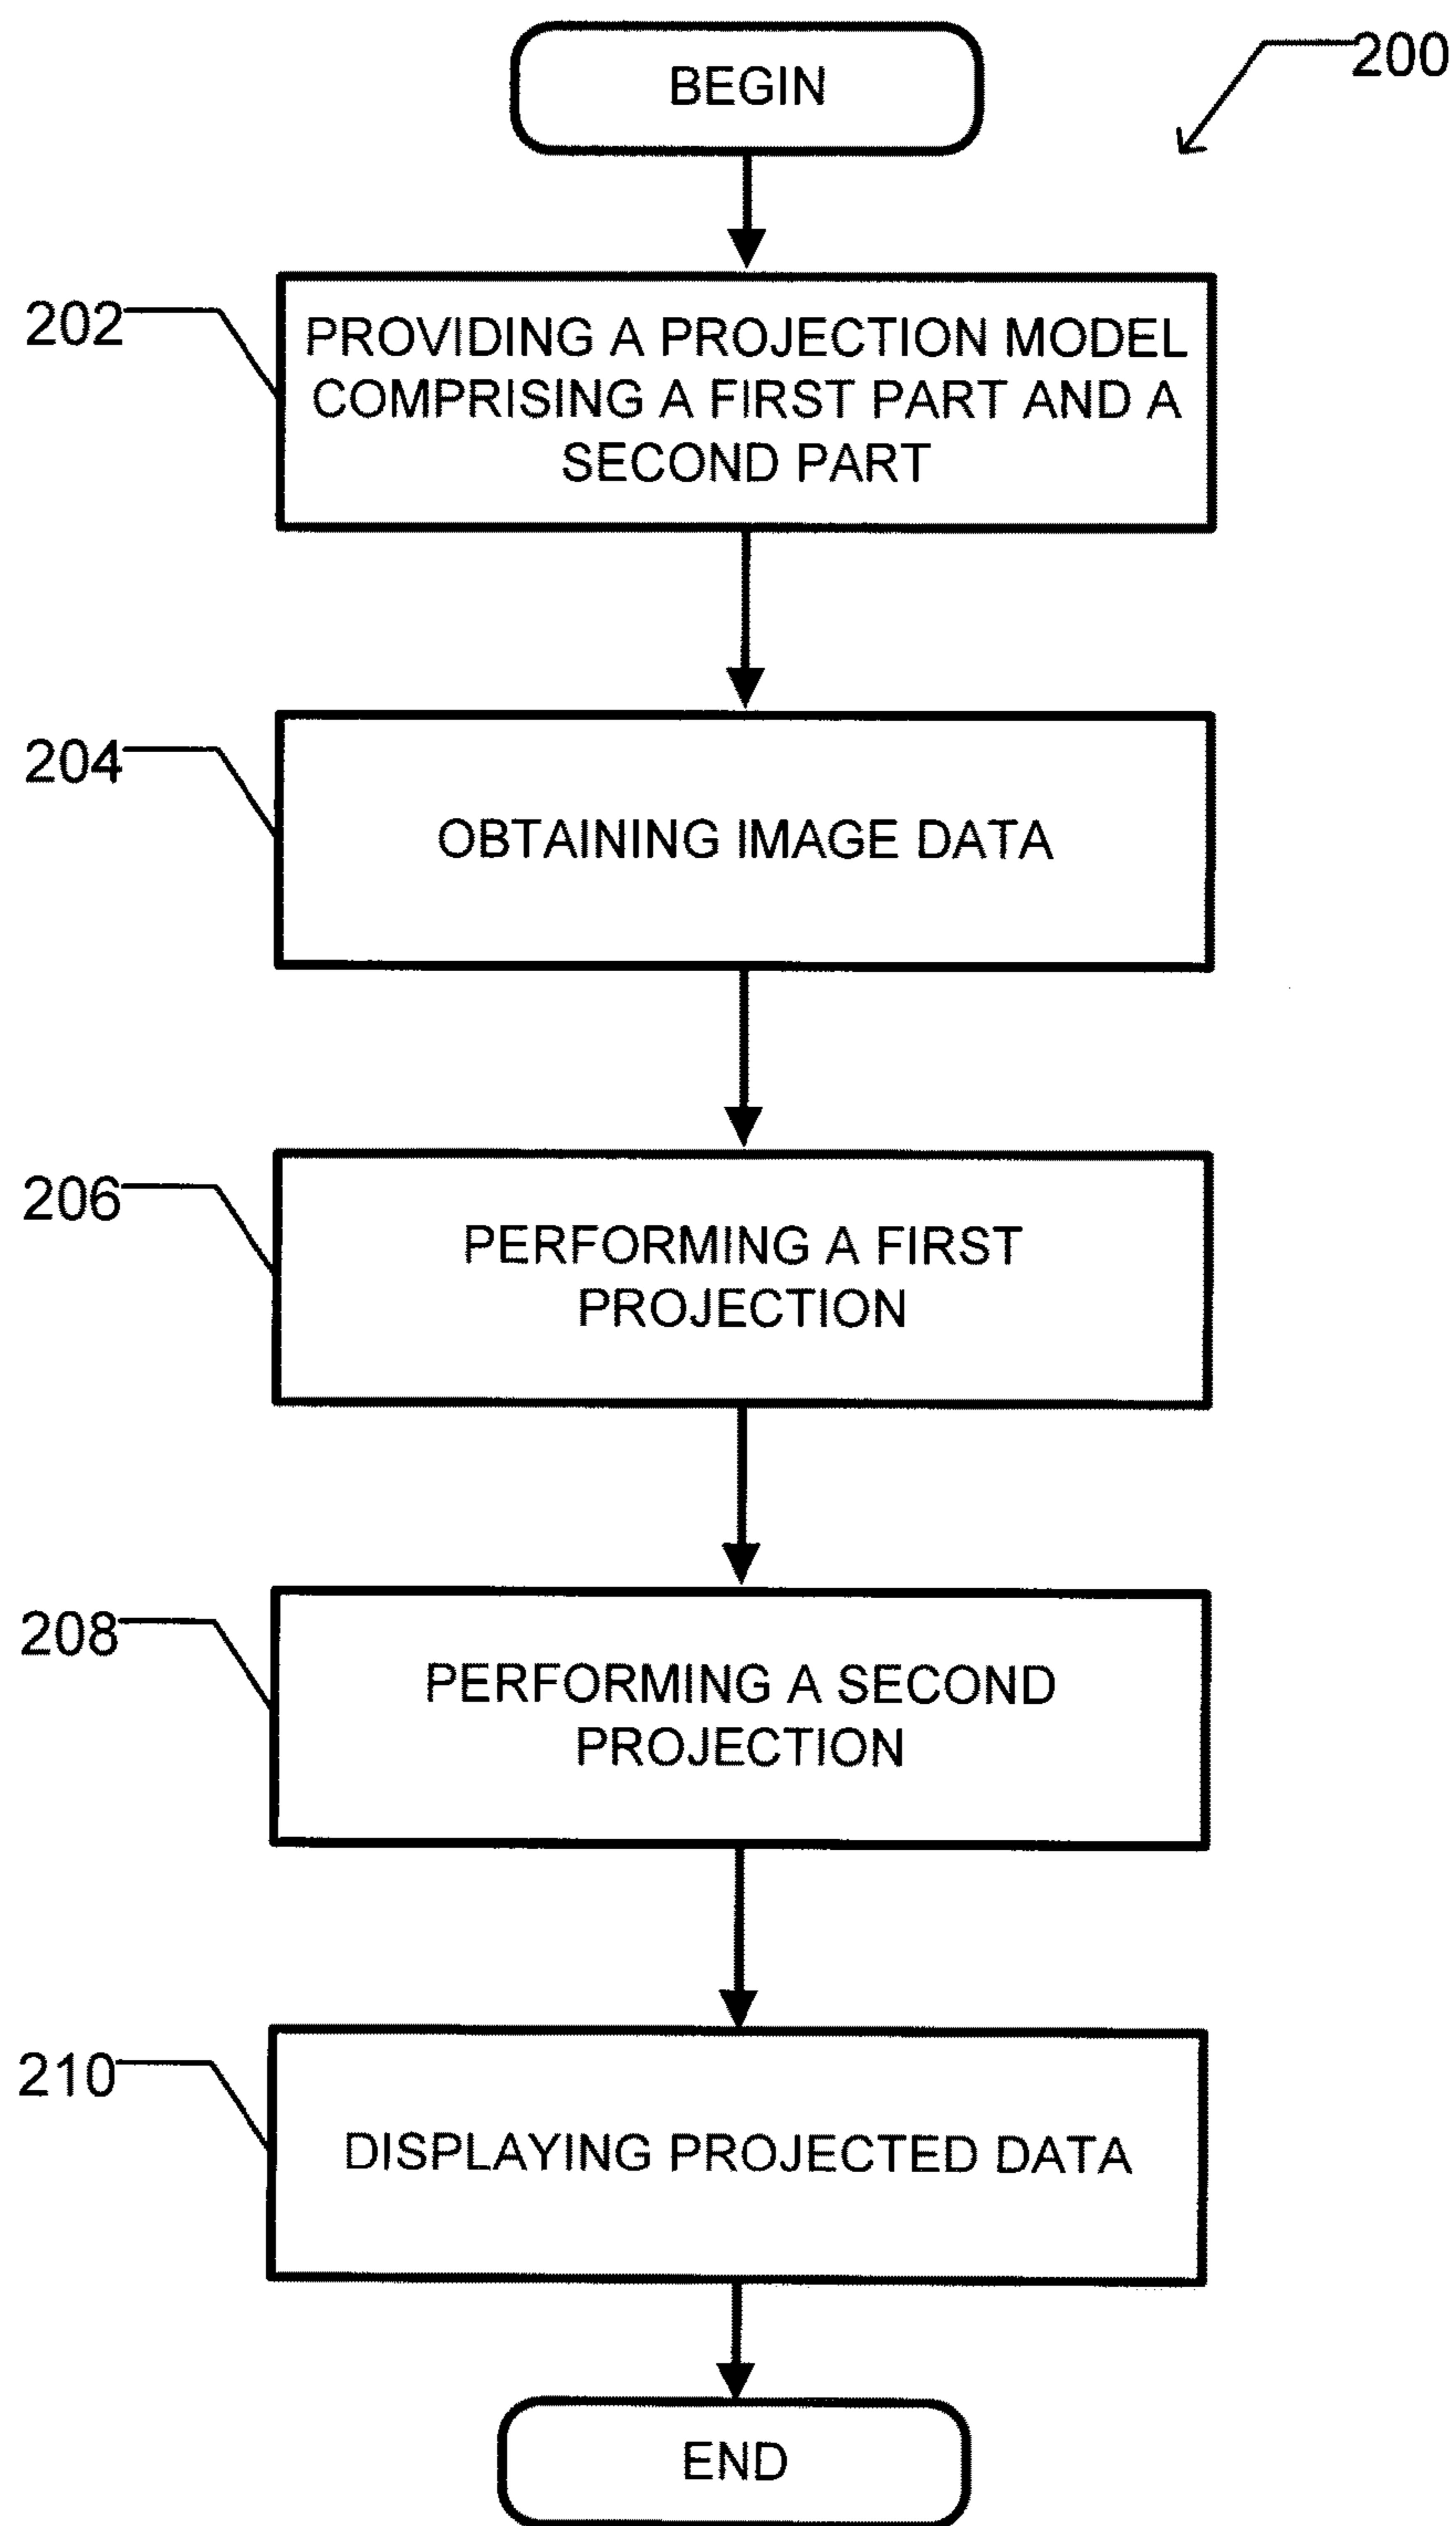 BEGIN
200
202
PROVIDING A PROJECTION MODEL
COMPRISING A FIRST PART AND A
SECOND PART
204
OBTAINING IMAGE DATA
206
PERFORMING A FIRST
PROJECTION
208
PERFORMING A SECOND
PROJECTION
210
DISPLAYING PROJECTED DATA
END